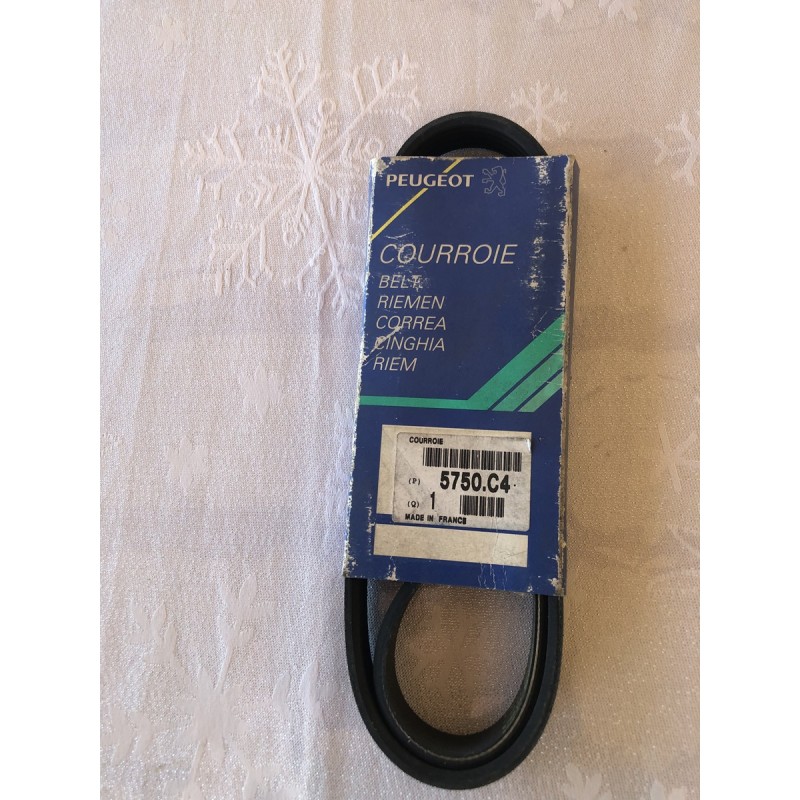 PEUGEOT
COURROIE
BELT
RIEMEN
CORREA
CINGHIA
RIEM
COURROIE
(P) 5750.C4
(Q) 1
MADE IN FRANCE